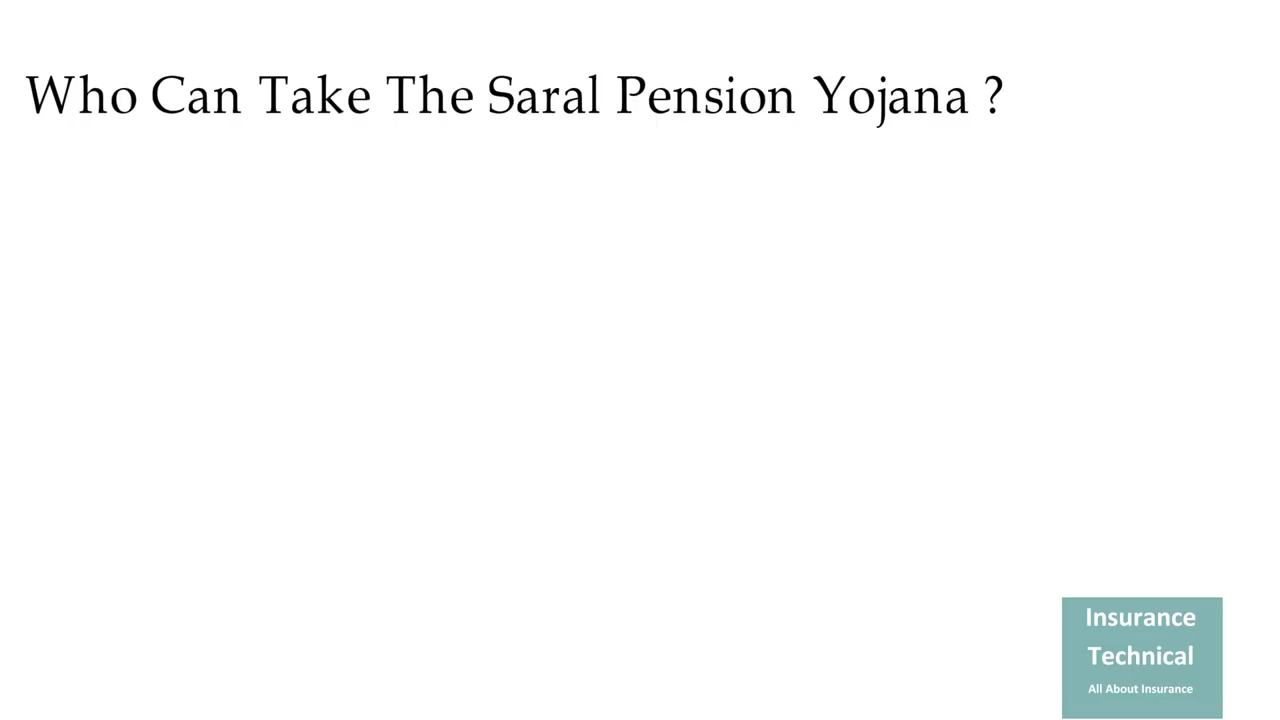 Who Can Take The Saral Pension Yojana ?
Insurance
Technical
All About Insurance